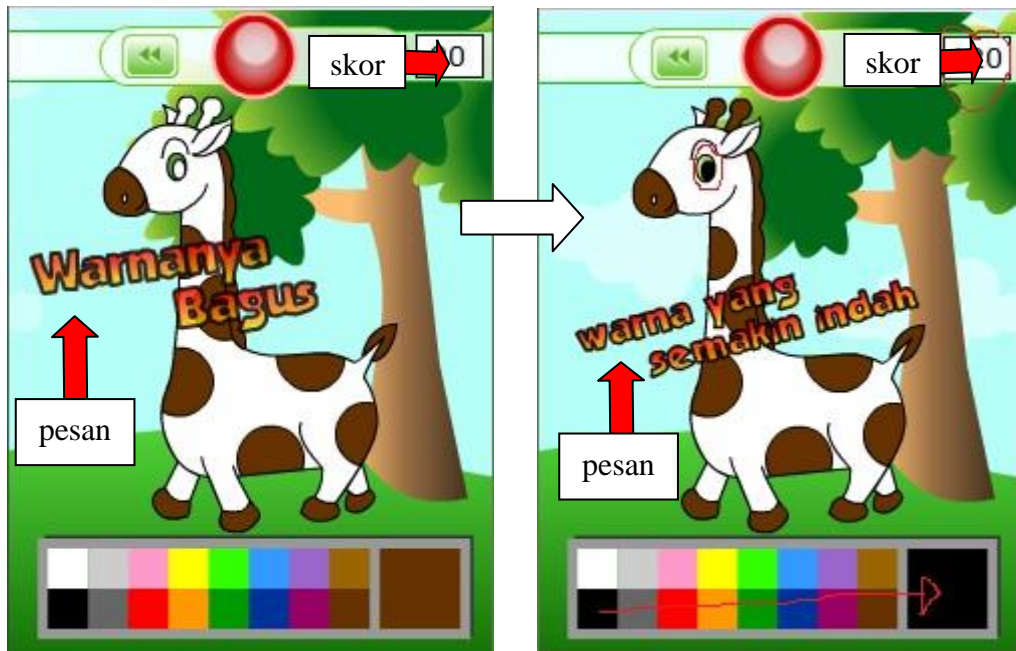 skor
Warnanya
Bagus
pesan
skor
warna yang
semakin indah
pesan